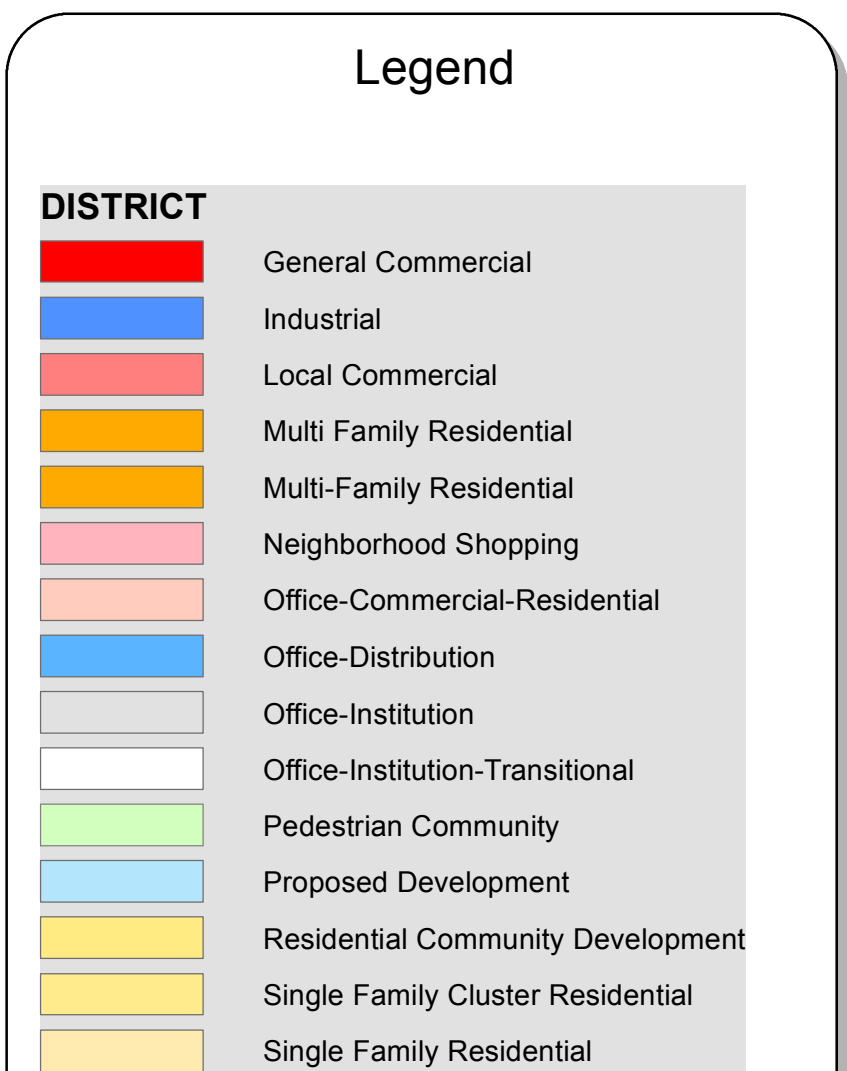 Legend
DISTRICT
General Commercial
Industrial
Local Commercial
Multi Family Residential
Multi-Family Residential
Neighborhood Shopping
Office-Commercial-Residential
Office-Distribution
Office-Institution
Office-Institution-Transitional
Pedestrian Community
Proposed Development
Residential Community Development
Single Family Cluster Residential
Single Family Residential